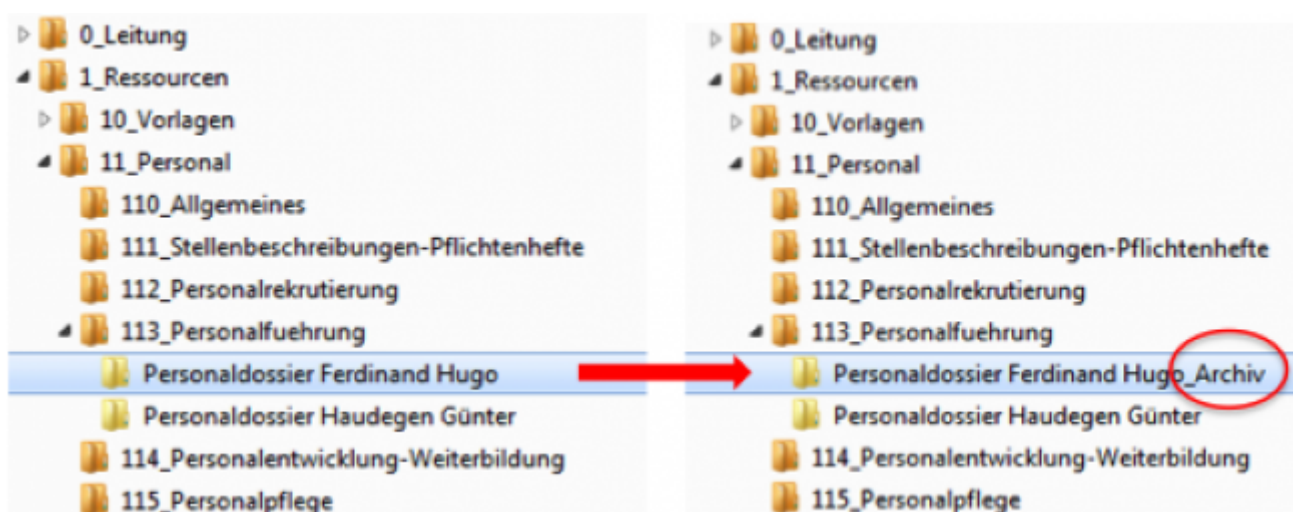 0_Leitung
1_Ressourcen
10_Vorlagen
11_Personal
110_Allgemeines
111_Stellenbeschreibungen-Pflichtenhefte
112_Personalrekrutierung
113_Personalfuehrung
Personaldossier Ferdinand Hugo
Personaldossier Haudegen Günter
114_Personalentwicklung-Weiterbildung
115_Personalpflege
0_Leitung
1_Ressourcen
10_Vorlagen
11_Personal
110_Allgemeines
111_Stellenbeschreibungen-Pflichtenhefte
112_Personalrekrutierung
113_Personalfuehrung
Personaldossier Ferdinand Hugo_Archiv
Personaldossier Haudegen Günter
114_Personalentwicklung-Weiterbildung
115_Personalpflege